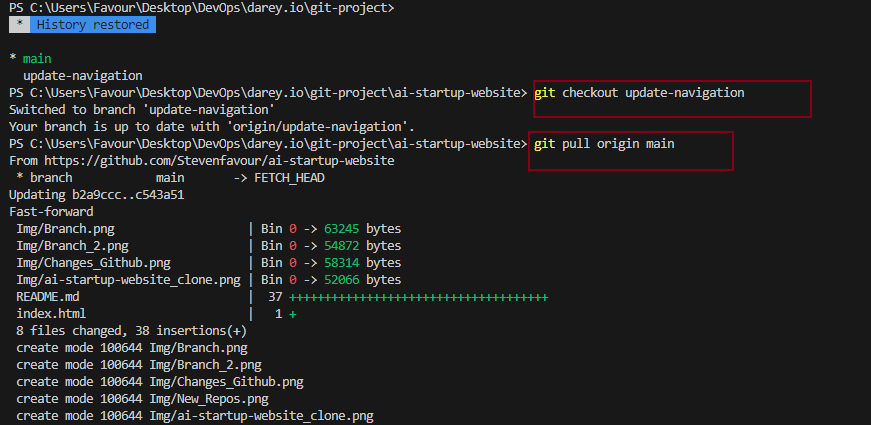 PS C:\Users\Favour\Desktop\DevOps\darey.io\git-project>
* History restored
* main
update-navigation
PS C:\Users\Favour\Desktop\DevOps\darey.io\git-project\ai-startup-website> git checkout update-navigation
Switched to branch 'update-navigation'
Your branch is up to date with 'origin/update-navigation'.
PS C:\Users\Favour\Desktop\DevOps\darey.io\git-project\ai-startup-website> git pull origin main
From https://github.com/Stevenfavour/ai-startup-website
* branch            main       -> FETCH_HEAD
Updating b2a9ccc..c543a51
Fast-forward
Img/Branch.png                    | Bin 0 -> 63245 bytes
Img/Branch_2.png                  | Bin 0 -> 54872 bytes
Img/Changes_Github.png            | Bin 0 -> 58314 bytes
Img/ai-startup-website_clone.png | Bin 0 -> 52066 bytes
README.md                         |  37 +++++++++++++++++++++++++++++++++++++
index.html                        |   1 +
8 files changed, 38 insertions(+)
create mode 100644 Img/Branch.png
create mode 100644 Img/Branch_2.png
create mode 100644 Img/Changes_Github.png
create mode 100644 Img/New_Repos.png
create mode 100644 Img/ai-startup-website_clone.png